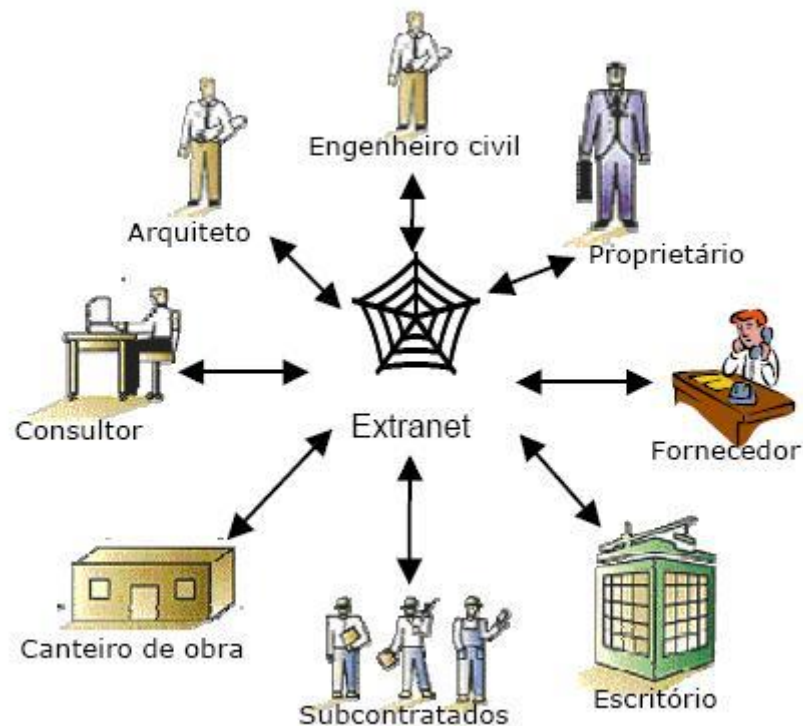 Engenheiro civil
Arquiteto
Proprietário
Consultor
Extranet
Fornecedor
Canteiro de obra
Subcontratados
Escritório